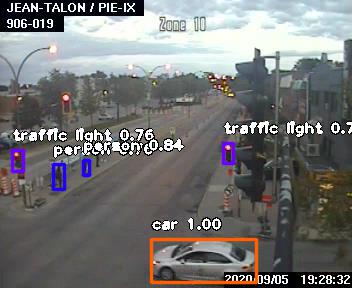 JEAN-TALON / PIE-IX
906-019
Zone 10
traffic light 0.76
person 0.84
traffic light 0.7
car 1.00
2020/09/05 19:28:32